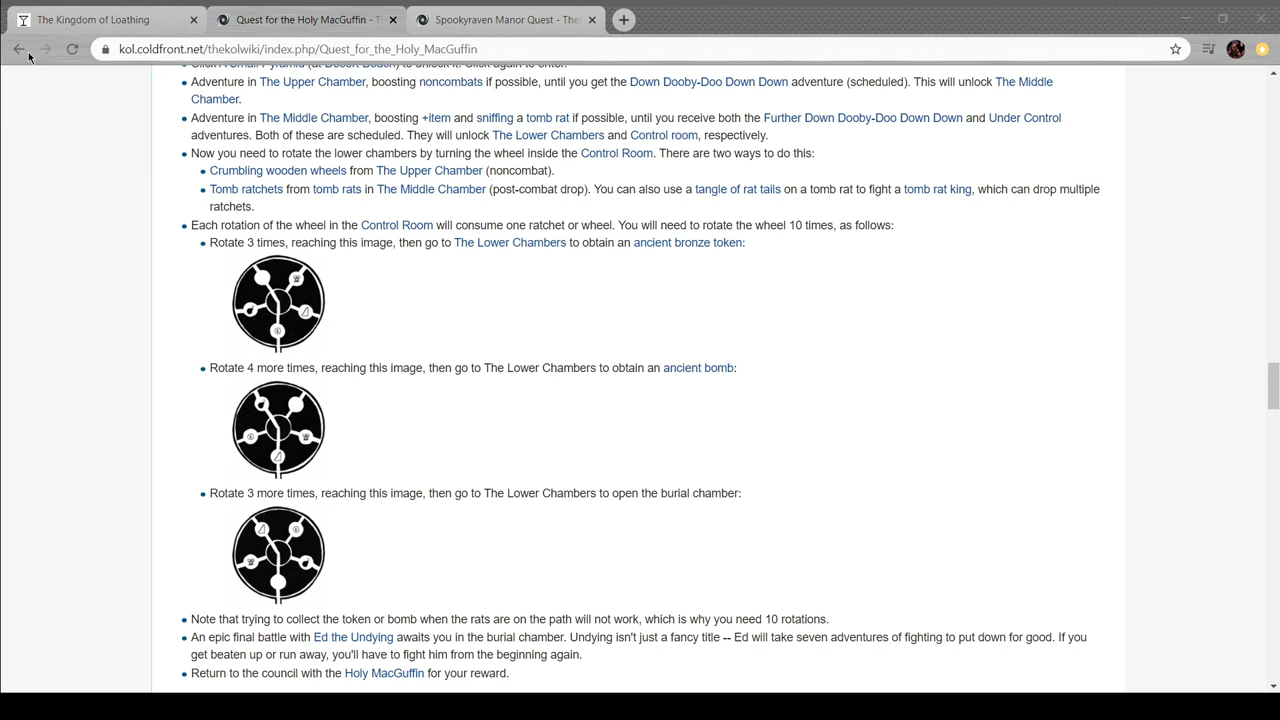 The Kingdom of Loathing
Quest for the Holy MacGuffin - T
Spookyraven Manor Quest - The
kol.coldfront.net/thekolwiki/index.php/Quest_for_the_Holy_MacGuffin
Click A Small Pyramid (at Desert Beach) to unlock it. Click again to enter.
Adventure in The Upper Chamber, boosting noncombats if possible, until you get the Down Dooby-Doo Down Down adventure (scheduled). This will unlock The Middle
Chamber.
Adventure in The Middle Chamber, boosting +item and sniffing a tomb rat if possible, until you receive both the Further Down Dooby-Doo Down Down and Under Control
adventures. Both of these are scheduled. They will unlock The Lower Chambers and Control room, respectively.
Now you need to rotate the lower chambers by turning the wheel inside the Control Room. There are two ways to do this:
Crumbling wooden wheels from The Upper Chamber (noncombat).
Tomb ratchets from tomb rats in The Middle Chamber (post-combat drop). You can also use a tangle of rat tails on a tomb rat to fight a tomb rat king, which can drop multiple
ratchets.
Each rotation of the wheel in the Control Room will consume one ratchet or wheel. You will need to rotate the wheel 10 times, as follows:
Rotate 3 times, reaching this image, then go to The Lower Chambers to obtain an ancient bronze token:
Rotate 4 more times, reaching this image, then go to The Lower Chambers to obtain an ancient bomb:
Rotate 3 more times, reaching this image, then go to The Lower Chambers to open the burial chamber:
Note that trying to collect the token or bomb when the rats are on the path will not work, which is why you need 10 rotations.
An epic final battle with Ed the Undying awaits you in the burial chamber. Undying isn't just a fancy title -- Ed will take seven adventures of fighting to put down for good. If you
get beaten up or run away, you'll have to fight him from the beginning again.
Return to the council with the Holy MacGuffin for your reward.